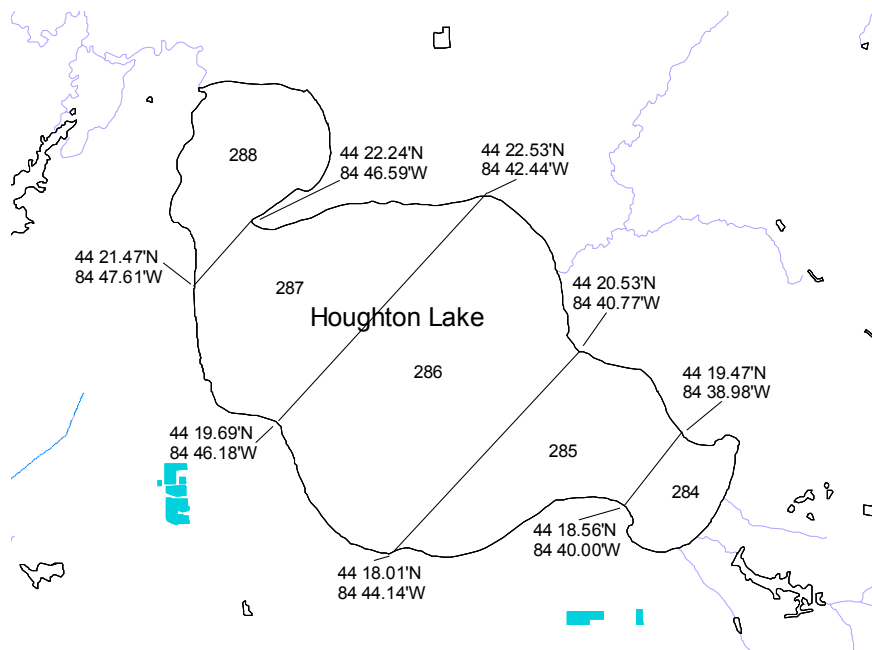 288
44 22.24'N
84 46.59'W
44 22.53'N
84 42.44'W
44 21.47'N
84 47.61'W
287
44 20.53'N
84 40.77'W
Houghton Lake
286
44 19.47'N
84 38.98'W
44 19.69'N
84 46.18'W
285
284
44 18.56'N
84 40.00'W
44 18.01'N
84 44.14'W